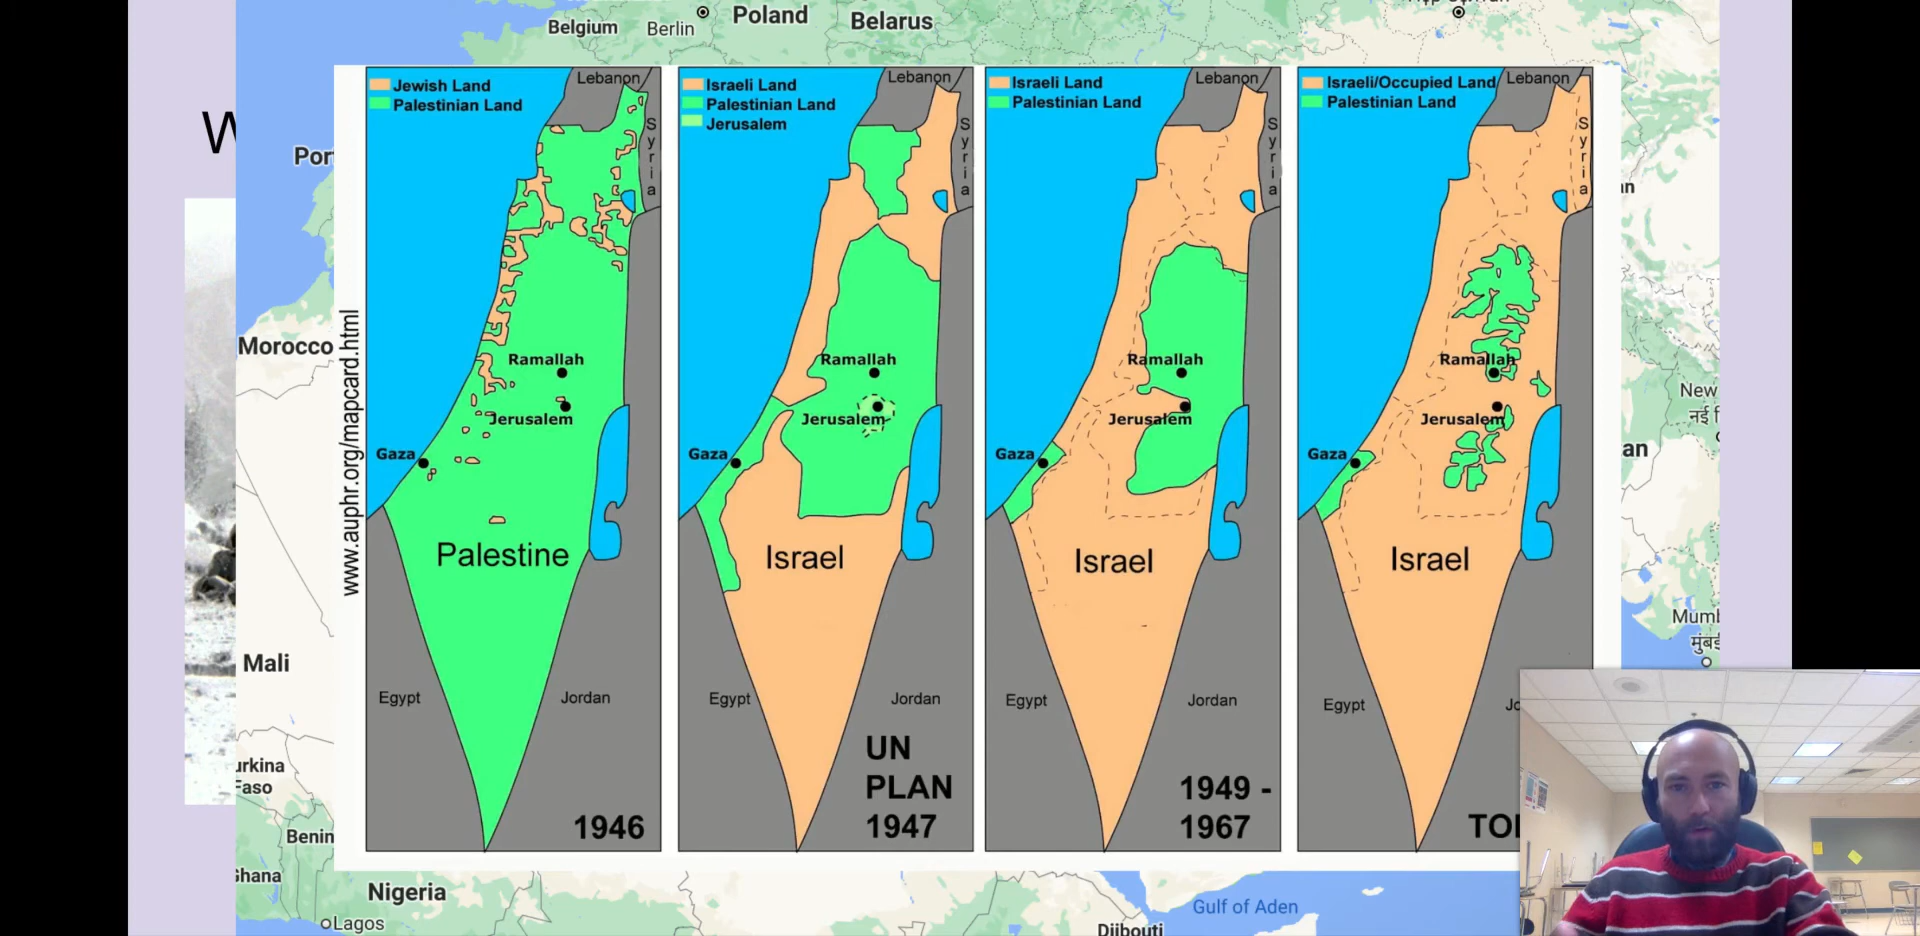 Belgium
Berlin
Poland
Belarus
W
Por
Morocco
Mali
urkina
Faso
Benin
Ghana
Nigeria
Lagos
www.auphr.org/mapcard.html
Jewish Land
Palestinian Land
Lebanon
Syria
Ramallah
Jerusalem
Gaza
Palestine
Egypt
Jordan
1946
Israeli Land
Palestinian Land
Jerusalem
Lebanon
Syria
Ramallah
Jerusalem
Gaza
Israel
Egypt
Jordan
UN
PLAN
1947
Israeli Land
Palestinian Land
Lebanon
Syria
Ramallah
Jerusalem
Gaza
Israel
Egypt
Jordan
1949 -
1967
Israeli/Occupied Land
Palestinian Land
Lebanon
Syria
Ramallah
Jerusalem
Gaza
Israel
Egypt
Jo
TO
an
New
नई
an
Mumb
मुंबई
Gulf of Aden
Djibouti